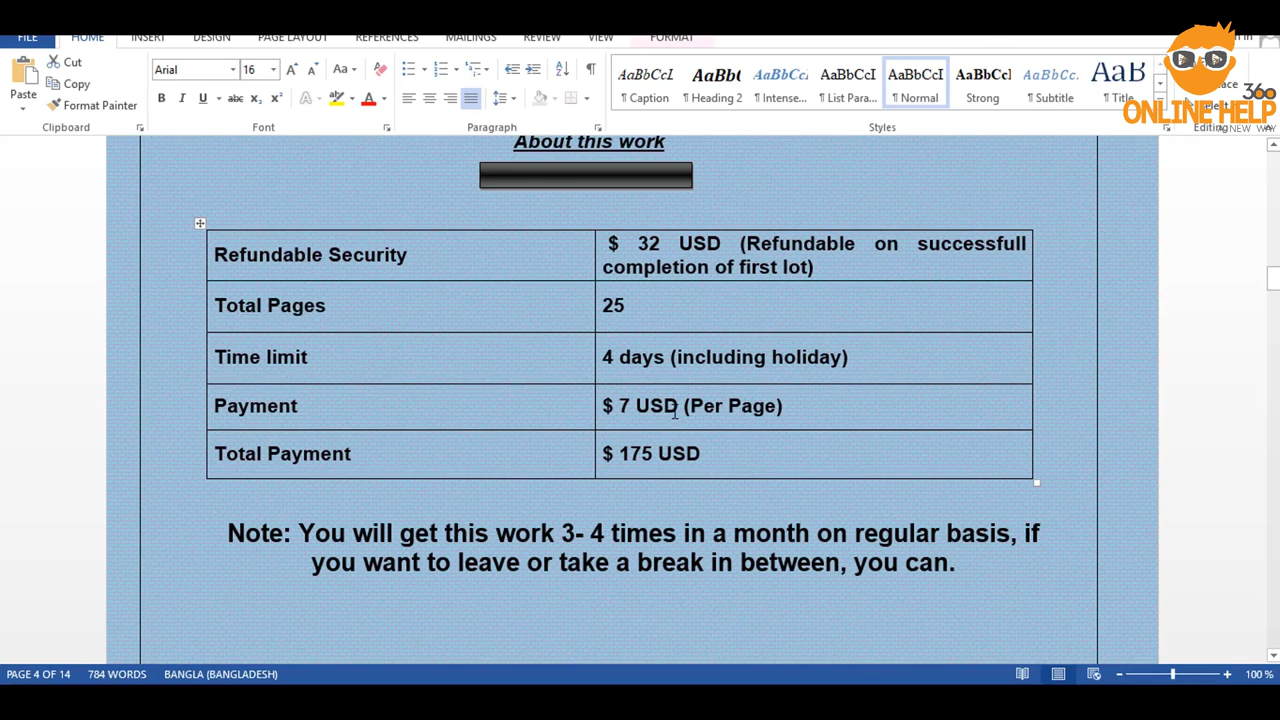 FILE HOME INSERT DESIGN PAGE LAYOUT REFERENCES MAILINGS REVIEW VIEW FORMAT
Cut
Copy
Format Painter
Paste
Clipboard
Arial 16
Font
Paragraph
AaBbCcL AaBbC AaBbCc AaBbCcI AaBbCcI AaBbCcl AaBbCc AaB
¶ Caption ¶ Heading 2 ¶ Intense... ¶ List Para... ¶ Normal Strong ¶ Subtitle ¶ Title
Styles
Editing
360
ONLINE HELP
A NEW WAY
About this work
Refundable Security
$ 32 USD (Refundable on successfull
completion of first lot)
Total Pages 25
Time limit 4 days (including holiday)
Payment $ 7 USD (Per Page)
Total Payment $ 175 USD
Note: You will get this work 3- 4 times in a month on regular basis, if
you want to leave or take a break in between, you can.
PAGE 4 OF 14 784 WORDS BANGLA (BANGLADESH) 100 %